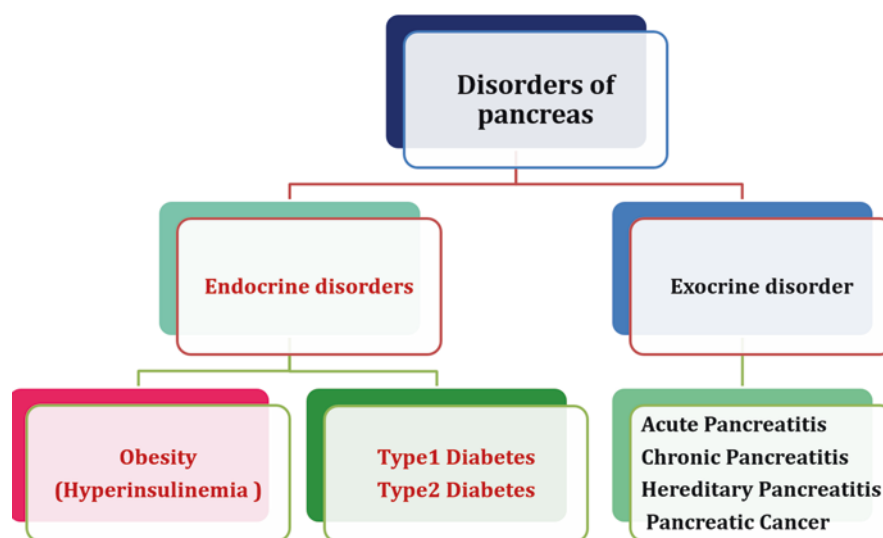 Disorders of
pancreas
Endocrine disorders
Exocrine disorder
Obesity
(Hyperinsulinemia )
Type1 Diabetes
Type2 Diabetes
Acute Pancreatitis
Chronic Pancreatitis
Hereditary Pancreatitis
Pancreatic Cancer